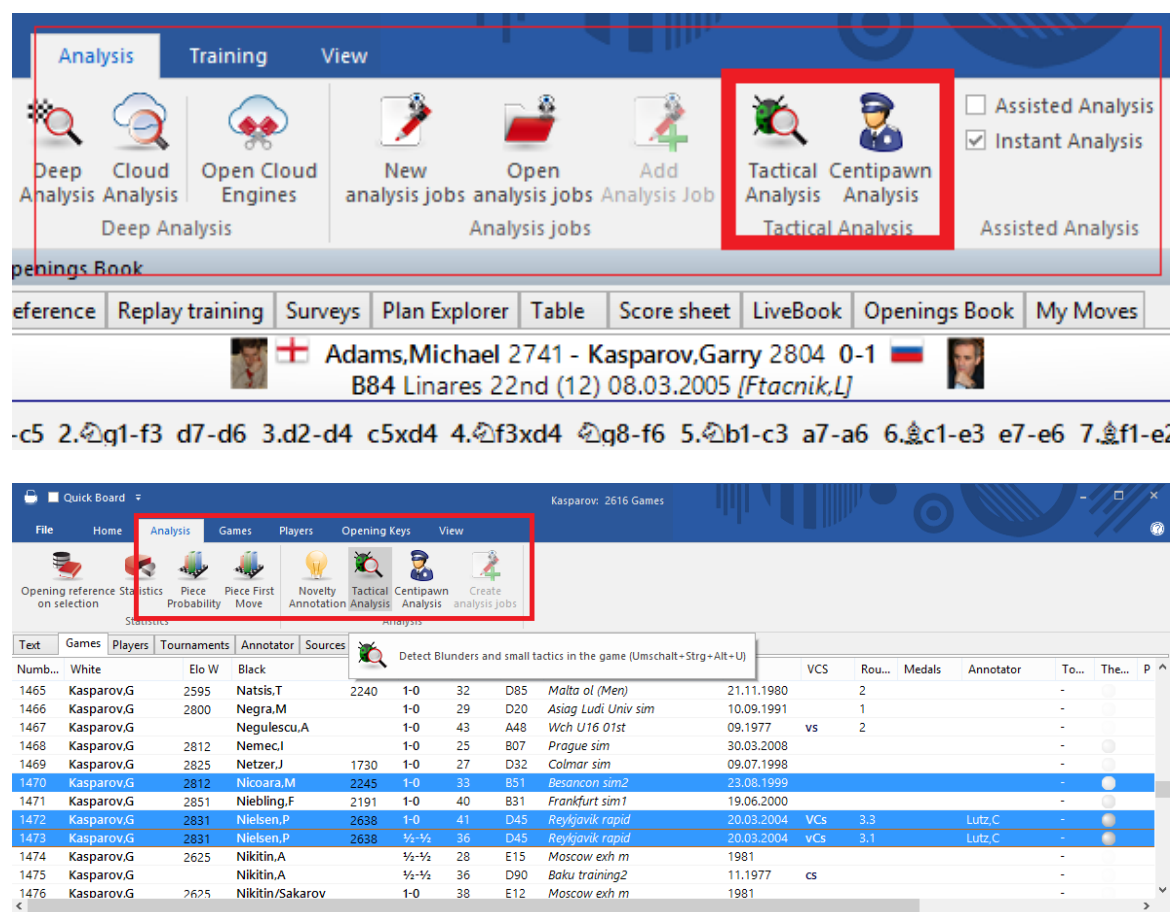 Analysis Training View
Deep Analysis Cloud Analysis Open Cloud Engines New analysis jobs Open analysis jobs Add Analysis Job Tactical Analysis Centipawn Analysis
Assisted Analysis
Instant Analysis
Deep Analysis Analysis jobs Tactical Analysis Assisted Analysis
penings Book
eference Replay training Surveys Plan Explorer Table Score sheet LiveBook Openings Book My Moves
Adams,Michael 2741 - Kasparov,Garry 2804 0-1
B84 Linares 22nd (12) 08.03.2005 [Ftacnik,L]
-c5 2.♘g1-f3 d7-d6 3.d2-d4 c5xd4 4.♘f3xd4 ♘g8-f6 5.♘b1-c3 a7-a6 6.♗c1-e3 e7-e6 7.♗f1-e2
Quick Board Kasparov: 2616 Games
File Home Analysis Games Players Opening Keys View
Opening reference on selection Statistics Piece Probability Piece First Move Novelty Annotation Tactical Analysis Centipawn Analysis Create analysis jobs
Statistics Analysis
Text Games Players Tournaments Annotator Sources
Detect Blunders and small tactics in the game (Umschalt+Strg+Alt+U)
Numb... White Elo W Black VCS Rou... Medals Annotator To... The... P
1465 Kasparov,G 2595 Natsis,T 2240 1-0 32 D85 Malta ol (Men) 21.11.1980 2 -
1466 Kasparov,G 2800 Negra,M 1-0 29 D20 Asiag Ludi Univ sim 10.09.1991 1 -
1467 Kasparov,G Negulescu,A 1-0 43 A48 Wch U16 01st 09.1977 vs 2 -
1468 Kasparov,G 2812 Nemec,I 1-0 25 B07 Prague sim 30.03.2008 -
1469 Kasparov,G 2825 Netzer,J 1730 1-0 27 D32 Colmar sim 09.07.1998 -
1470 Kasparov,G 2812 Nicoara,M 2245 1-0 33 B51 Besancon sim2 23.08.1999 -
1471 Kasparov,G 2851 Niebling,F 2191 1-0 40 B31 Frankfurt sim1 19.06.2000 -
1472 Kasparov,G 2831 Nielsen,P 2638 1-0 41 D45 Reykjavik rapid 20.03.2004 VCs 3.3 Lutz,C -
1473 Kasparov,G 2831 Nielsen,P 2638 ½-½ 36 D45 Reykjavik rapid 20.03.2004 vCs 3.1 Lutz,C -
1474 Kasparov,G 2625 Nikitin,A ½-½ 28 E15 Moscow exh m 1981 -
1475 Kasparov,G Nikitin,A ½-½ 36 D90 Baku training2 11.1977 cs -
1476 Kasparov,G 2625 Nikitin/Sakarov 1-0 38 E12 Moscow exh m 1981 -